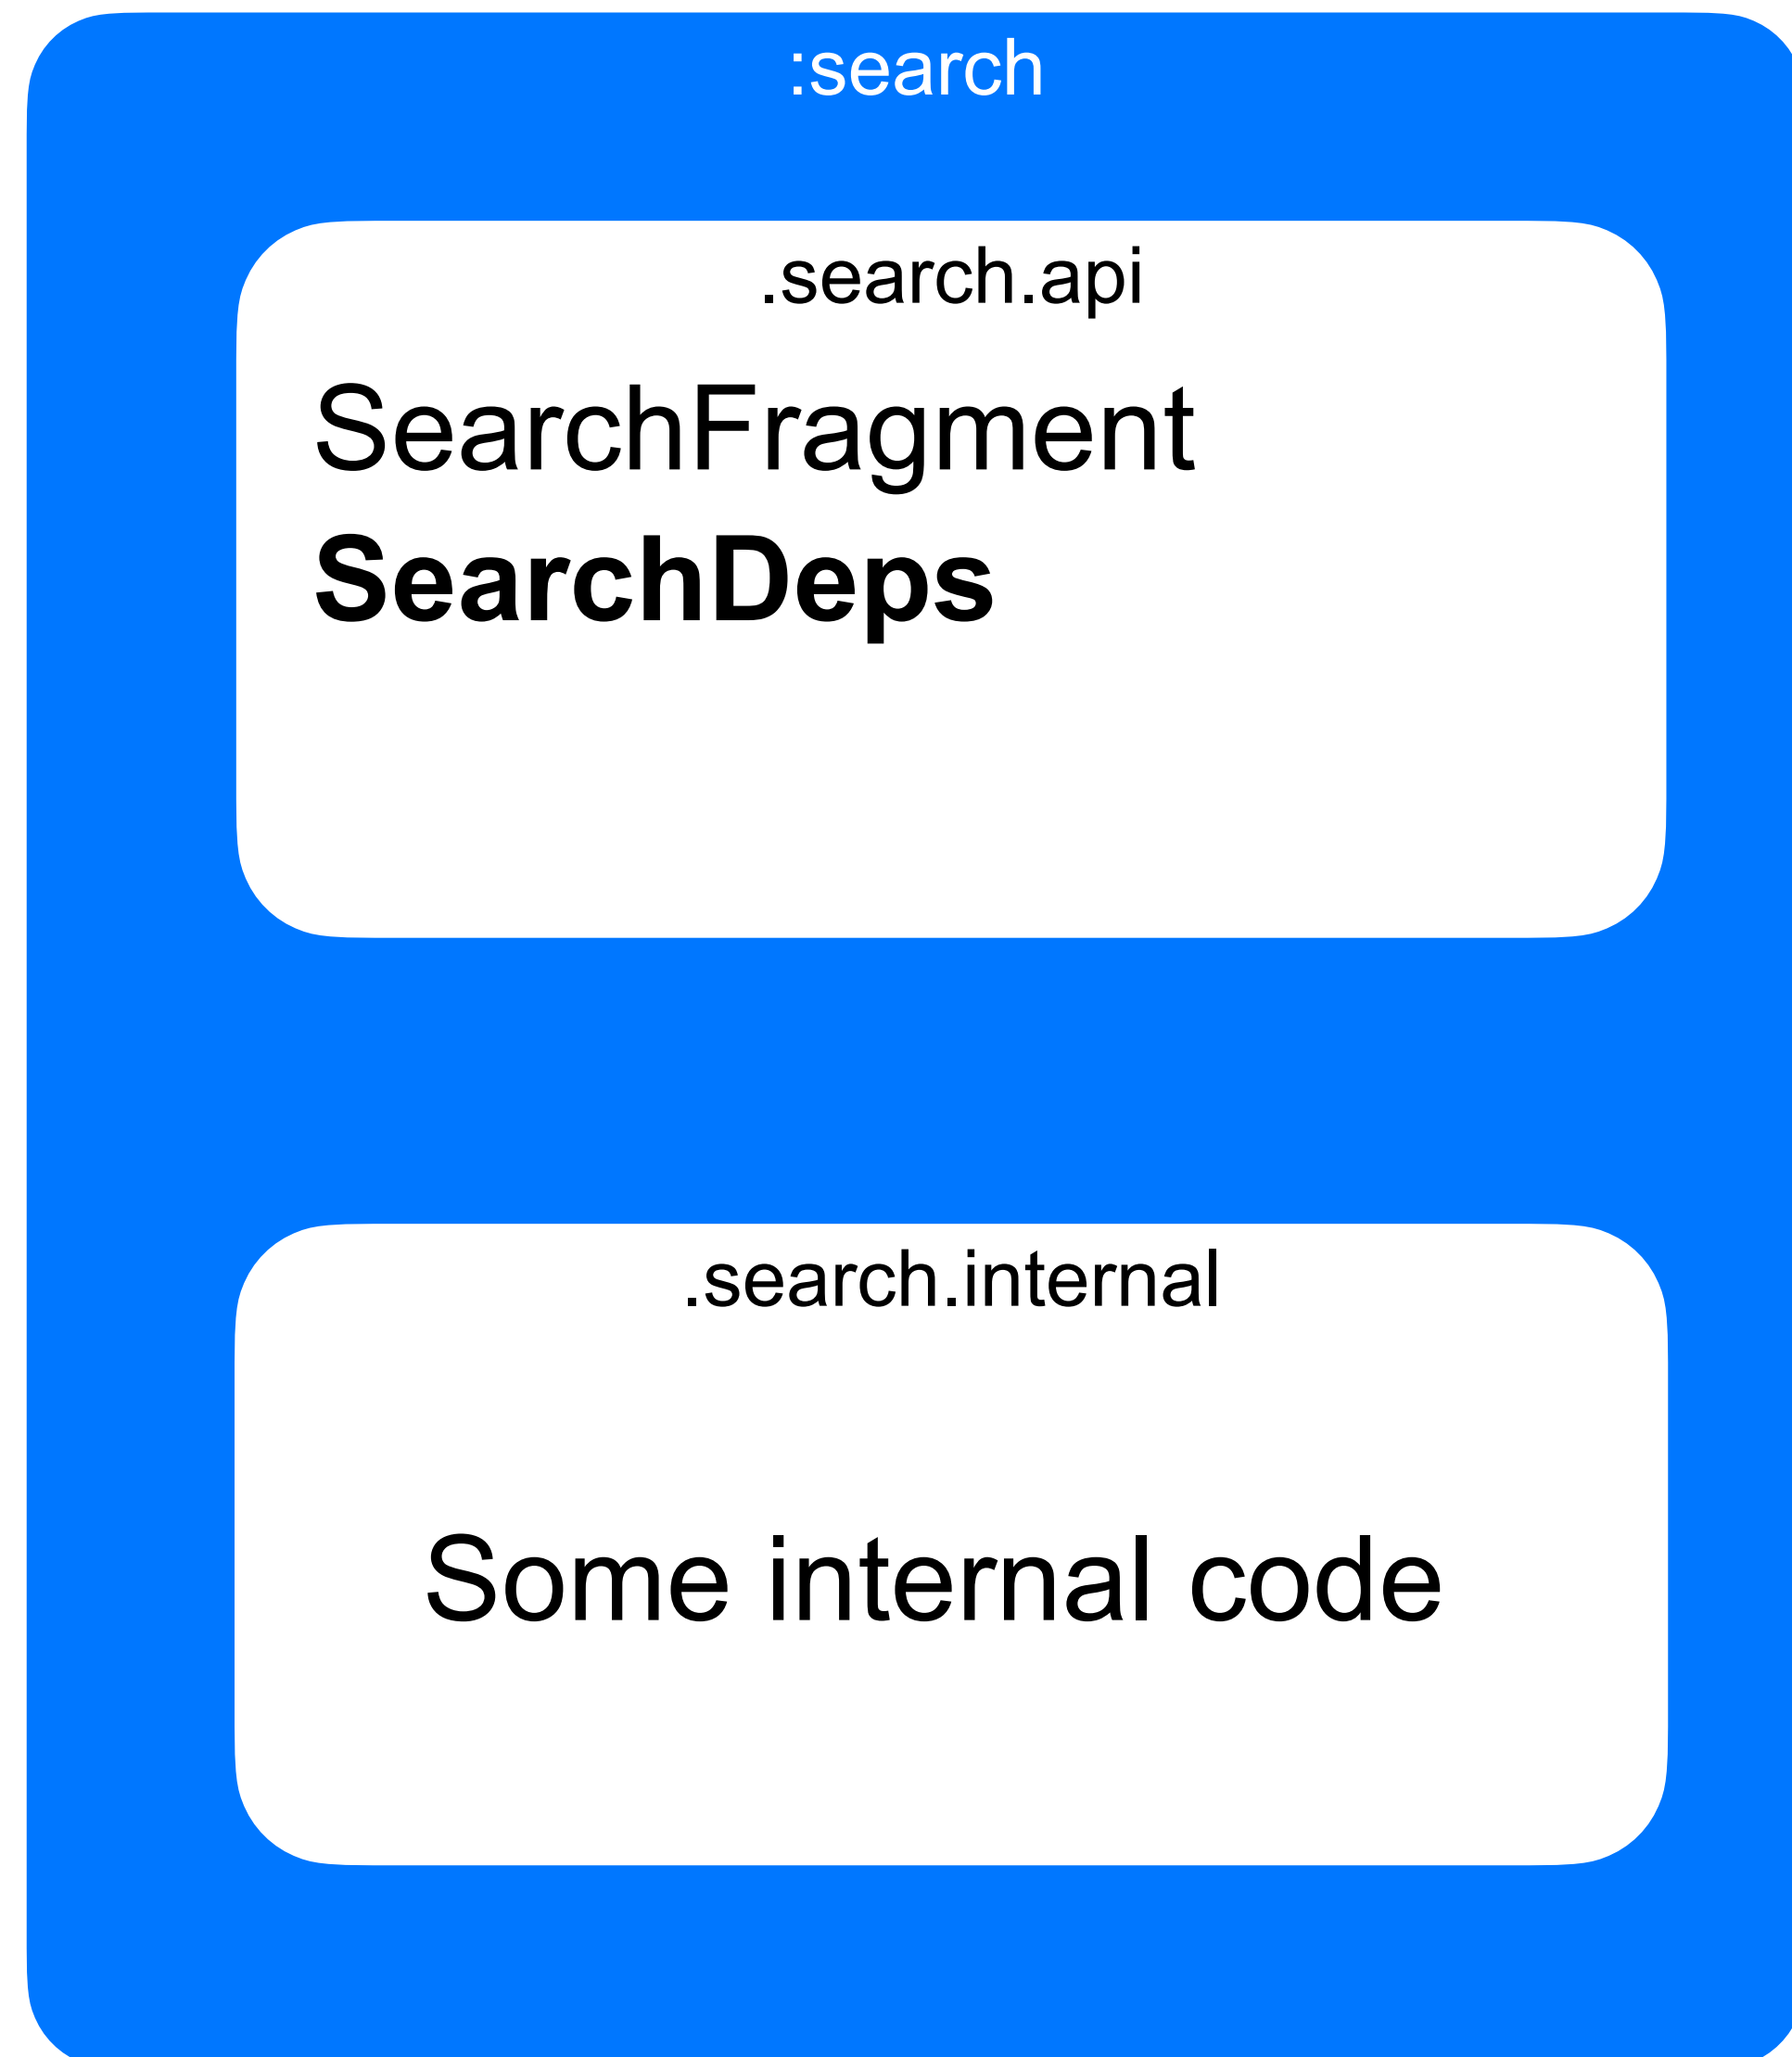 :search
.search.api
SearchFragment
SearchDeps
.search.internal
Some internal code